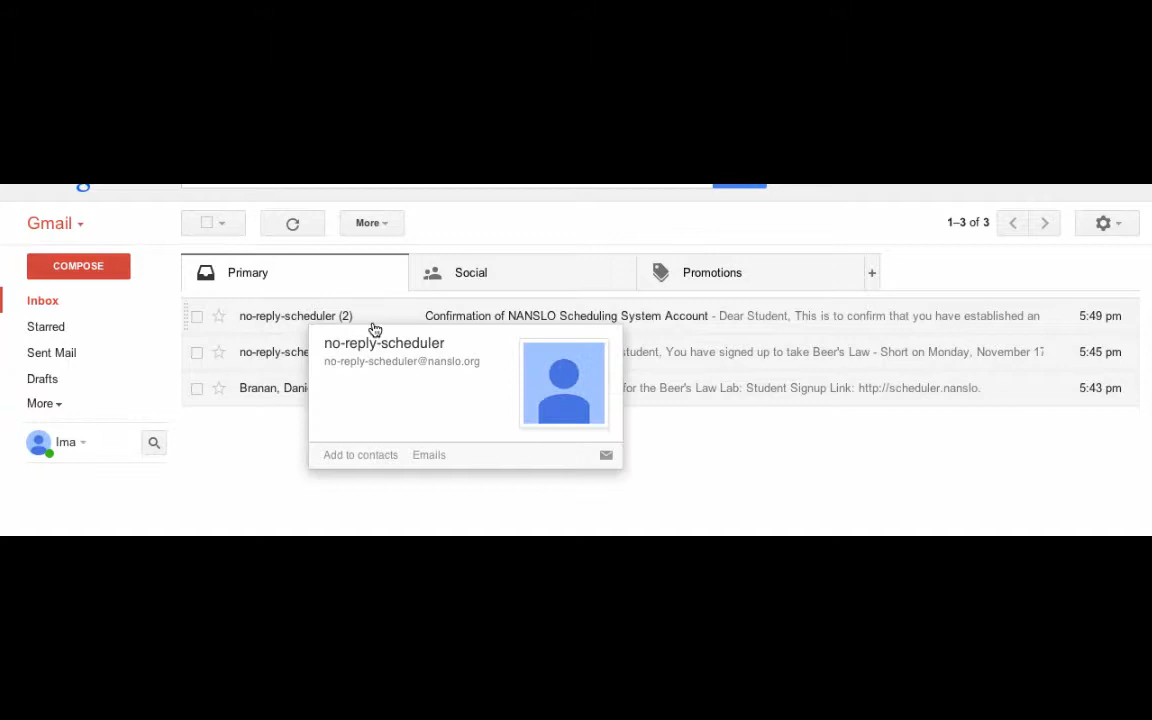 Gmail
More
1–3 of 3
COMPOSE
Primary
Social
Promotions
+
Inbox
Starred
Sent Mail
Drafts
More
Ima
no-reply-scheduler (2)
Confirmation of NANSLO Scheduling System Account - Dear Student, This is to confirm that you have established an
5:49 pm
no-reply-sche
student, You have signed up to take Beer's Law - Short on Monday, November 17
5:45 pm
Branan, Dani
for the Beer's Law Lab: Student Signup Link: http://scheduler.nanslo.
5:43 pm
no-reply-scheduler
no-reply-scheduler@nanslo.org
Add to contacts
Emails